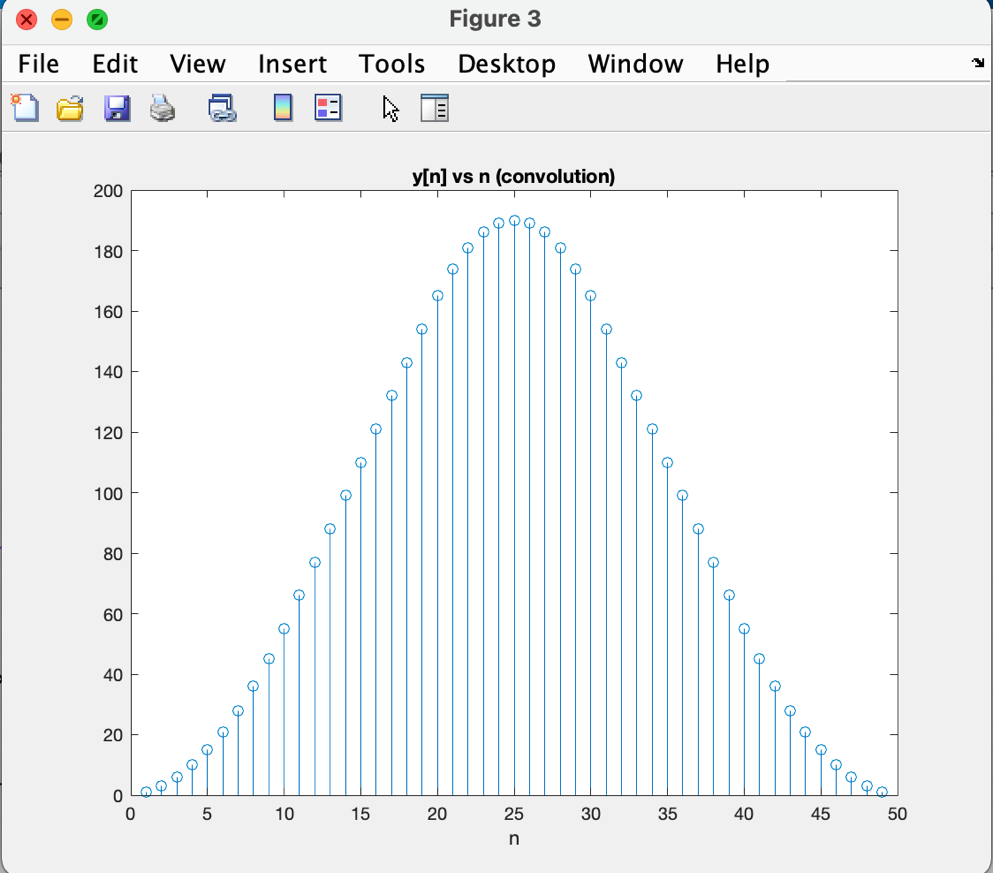 Figure 3
File Edit View Insert Tools Desktop Window Help
y[n] vs n (convolution)
200
180
160
140
120
100
80
60
40
20
0
0 5 10 15 20 25 30 35 40 45 50
n